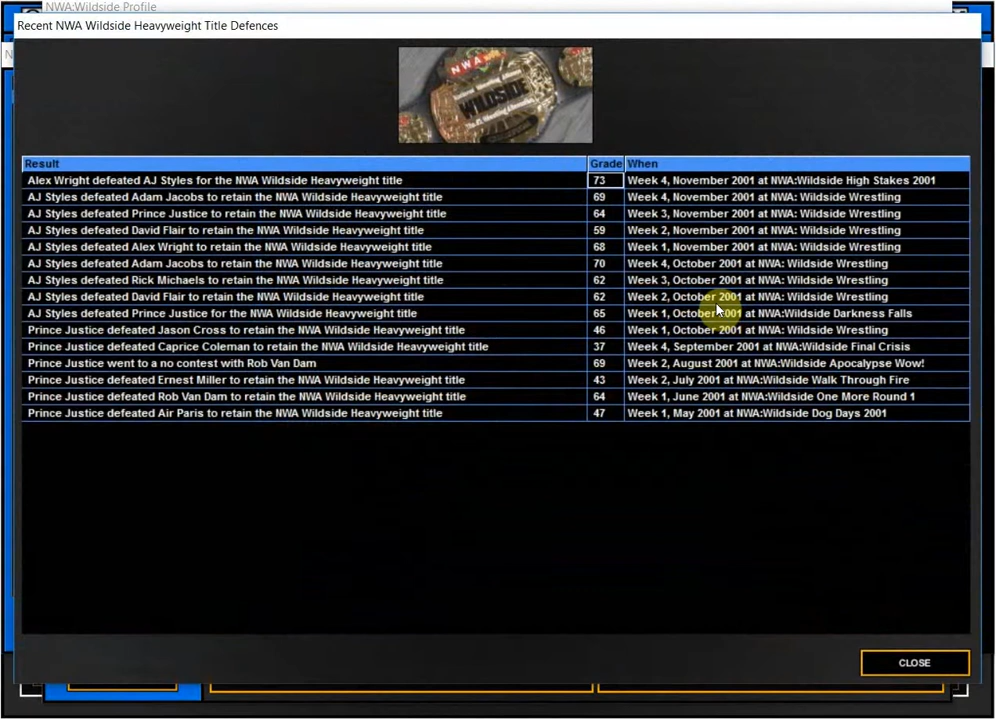 NWA:Wildside Profile
Recent NWA Wildside Heavyweight Title Defences
NWA
WILDSIDE
Result Grade When
Alex Wright defeated AJ Styles for the NWA Wildside Heavyweight title 73 Week 4, November 2001 at NWA:Wildside High Stakes 2001
AJ Styles defeated Adam Jacobs to retain the NWA Wildside Heavyweight title 69 Week 4, November 2001 at NWA: Wildside Wrestling
AJ Styles defeated Prince Justice to retain the NWA Wildside Heavyweight title 64 Week 3, November 2001 at NWA: Wildside Wrestling
AJ Styles defeated David Flair to retain the NWA Wildside Heavyweight title 59 Week 2, November 2001 at NWA: Wildside Wrestling
AJ Styles defeated Alex Wright to retain the NWA Wildside Heavyweight title 68 Week 1, November 2001 at NWA: Wildside Wrestling
AJ Styles defeated Adam Jacobs to retain the NWA Wildside Heavyweight title 70 Week 4, October 2001 at NWA: Wildside Wrestling
AJ Styles defeated Rick Michaels to retain the NWA Wildside Heavyweight title 62 Week 3, October 2001 at NWA: Wildside Wrestling
AJ Styles defeated David Flair to retain the NWA Wildside Heavyweight title 62 Week 2, October 2001 at NWA: Wildside Wrestling
AJ Styles defeated Prince Justice for the NWA Wildside Heavyweight title 65 Week 1, October 2001 at NWA:Wildside Darkness Falls
Prince Justice defeated Jason Cross to retain the NWA Wildside Heavyweight title 46 Week 1, October 2001 at NWA: Wildside Wrestling
Prince Justice defeated Caprice Coleman to retain the NWA Wildside Heavyweight title 37 Week 4, September 2001 at NWA:Wildside Final Crisis
Prince Justice went to a no contest with Rob Van Dam 69 Week 2, August 2001 at NWA:Wildside Apocalypse Wow!
Prince Justice defeated Ernest Miller to retain the NWA Wildside Heavyweight title 43 Week 2, July 2001 at NWA:Wildside Walk Through Fire
Prince Justice defeated Rob Van Dam to retain the NWA Wildside Heavyweight title 64 Week 1, June 2001 at NWA:Wildside One More Round 1
Prince Justice defeated Air Paris to retain the NWA Wildside Heavyweight title 47 Week 1, May 2001 at NWA:Wildside Dog Days 2001
CLOSE